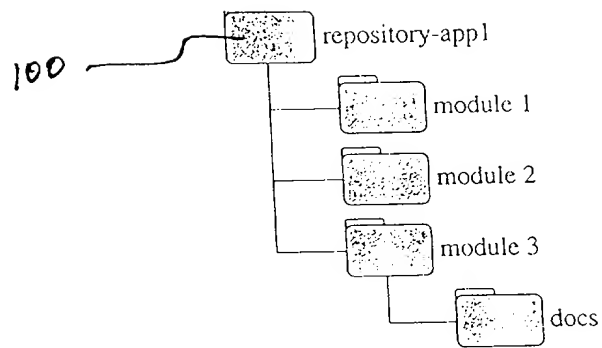 repository-app1
100
module 1
module 2
module 3
docs